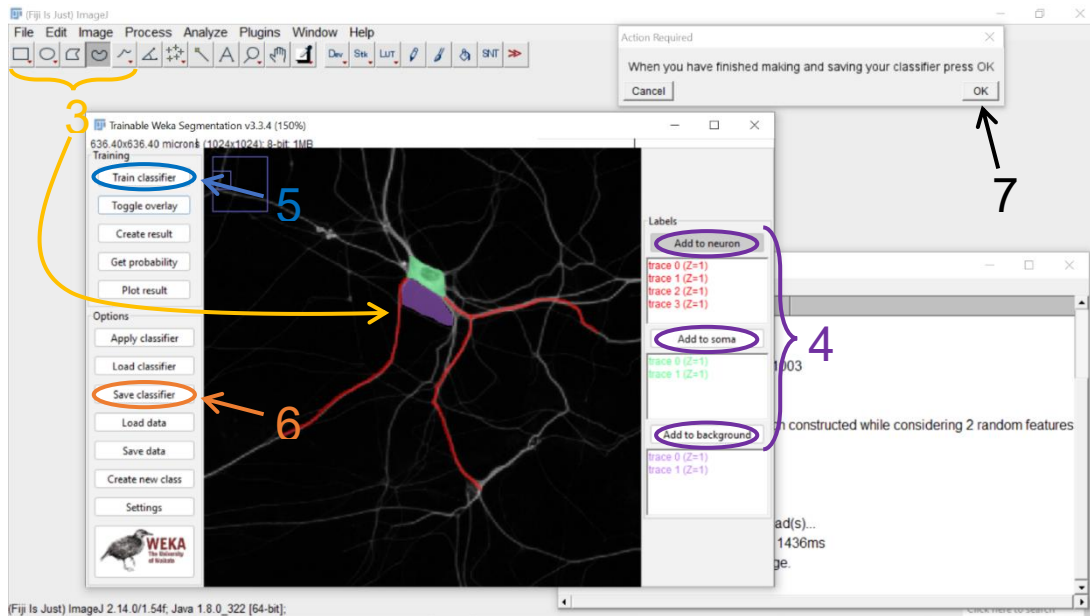 (Fiji Is Just) ImageJ
File Edit Image Process Analyze Plugins Window Help
Dev Stk LUT SNT
Action Required
When you have finished making and saving your classifier press OK
Cancel OK
3
7
Trainable Weka Segmentation v3.3.4 (150%)
636.40x636.40 microns (1024x1024); 8-bit; 1MB
Training
Train classifier
5
Toggle overlay
Create result
Get probability
Plot result
Options
Apply classifier
Load classifier
Save classifier
6
Load data
Save data
Create new class
Settings
WEKA
The University
of Waikato
Labels
Add to neuron
trace 0 (Z=1)
trace 1 (Z=1)
trace 2 (Z=1)
trace 3 (Z=1)
Add to soma
4
trace 0 (Z=1)
trace 1 (Z=1)
Add to background
trace 0 (Z=1)
trace 1 (Z=1)
1003
constructed while considering 2 random features
ad(s)...
1436ms
ge.
(Fiji Is Just) ImageJ 2.14.0/1.54f; Java 1.8.0_322 [64-bit];
Click here to search